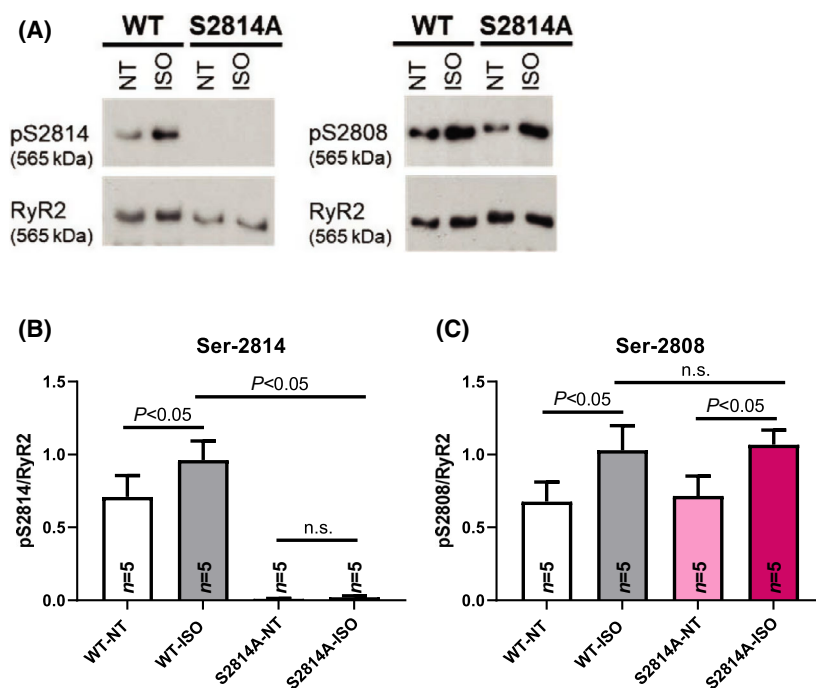 (A)
WT S2814A
NT ISO NT ISO
pS2814
(565 kDa)
RyR2
(565 kDa)
WT S2814A
NT ISO NT ISO
pS2808
(565 kDa)
RyR2
(565 kDa)
(B)
Ser-2814
pS2814/RyR2
1.5
1.0
0.5
0.0
P<0.05
P<0.05
n.s.
n=5 n=5 n=5 n=5
WT-NT WT-ISO S2814A-NT S2814A-ISO
(C)
Ser-2808
pS2808/RyR2
1.5
1.0
0.5
0.0
n.s.
P<0.05 P<0.05
n=5 n=5 n=5 n=5
WT-NT WT-ISO S2814A-NT S2814A-ISO